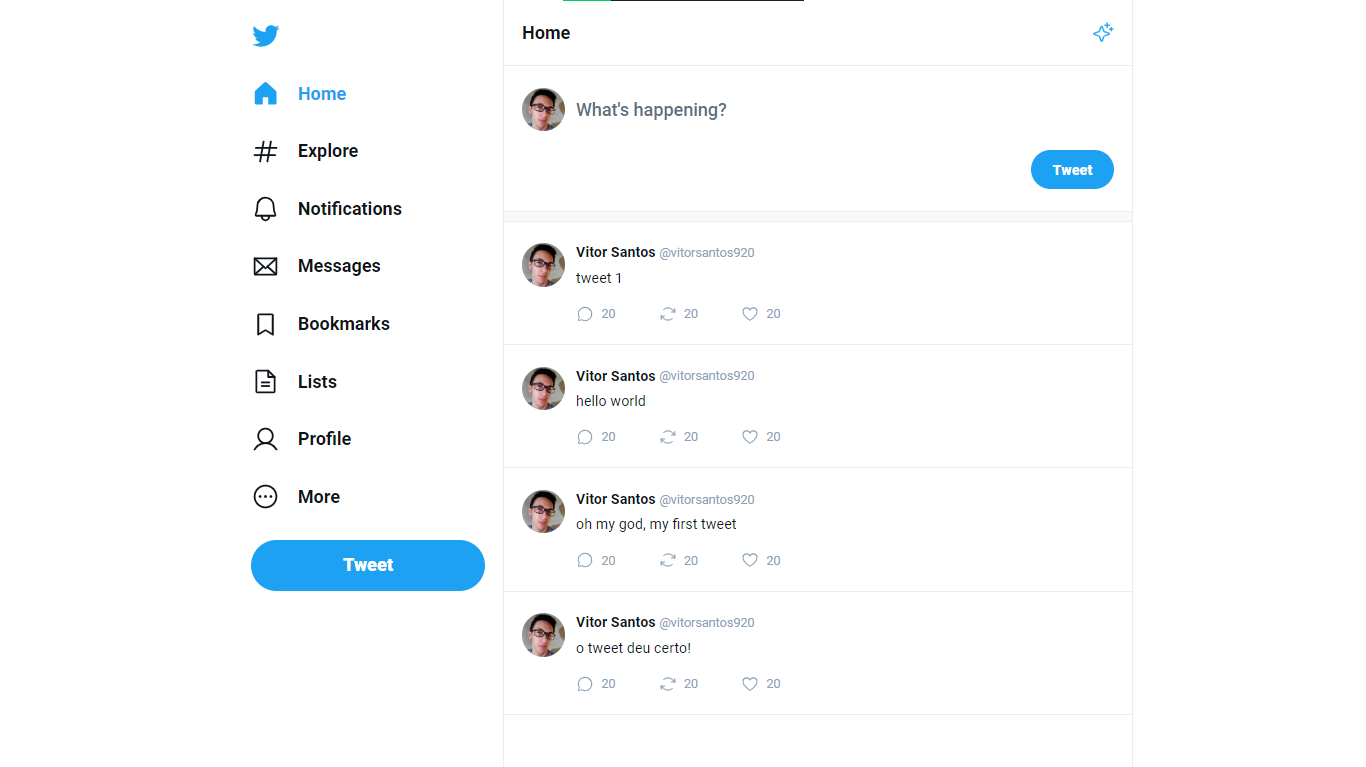 Home
Explore
Notifications
Messages
Bookmarks
Lists
Profile
More
Tweet
Home
What's happening?
Tweet
Vitor Santos @vitorsantos920
tweet 1
20 20 20
Vitor Santos @vitorsantos920
hello world
20 20 20
Vitor Santos @vitorsantos920
oh my god, my first tweet
20 20 20
Vitor Santos @vitorsantos920
o tweet deu certo!
20 20 20